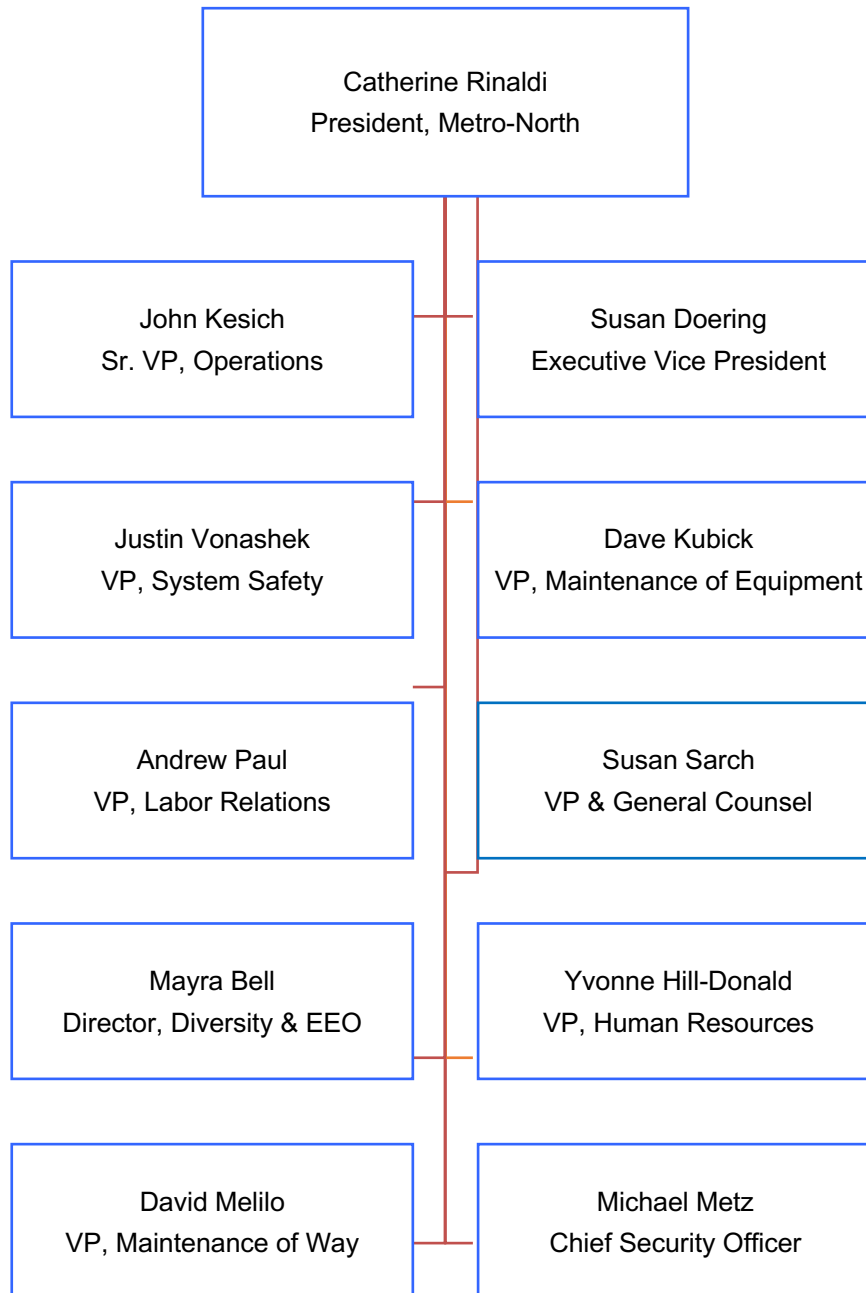 Catherine Rinaldi
President, Metro-North
John Kesich
Sr. VP, Operations
Susan Doering
Executive Vice President
Justin Vonashek
VP, System Safety
Dave Kubick
VP, Maintenance of Equipment
Andrew Paul
VP, Labor Relations
Susan Sarch
VP & General Counsel
Mayra Bell
Director, Diversity & EEO
Yvonne Hill-Donald
VP, Human Resources
David Melilo
VP, Maintenance of Way
Michael Metz
Chief Security Officer